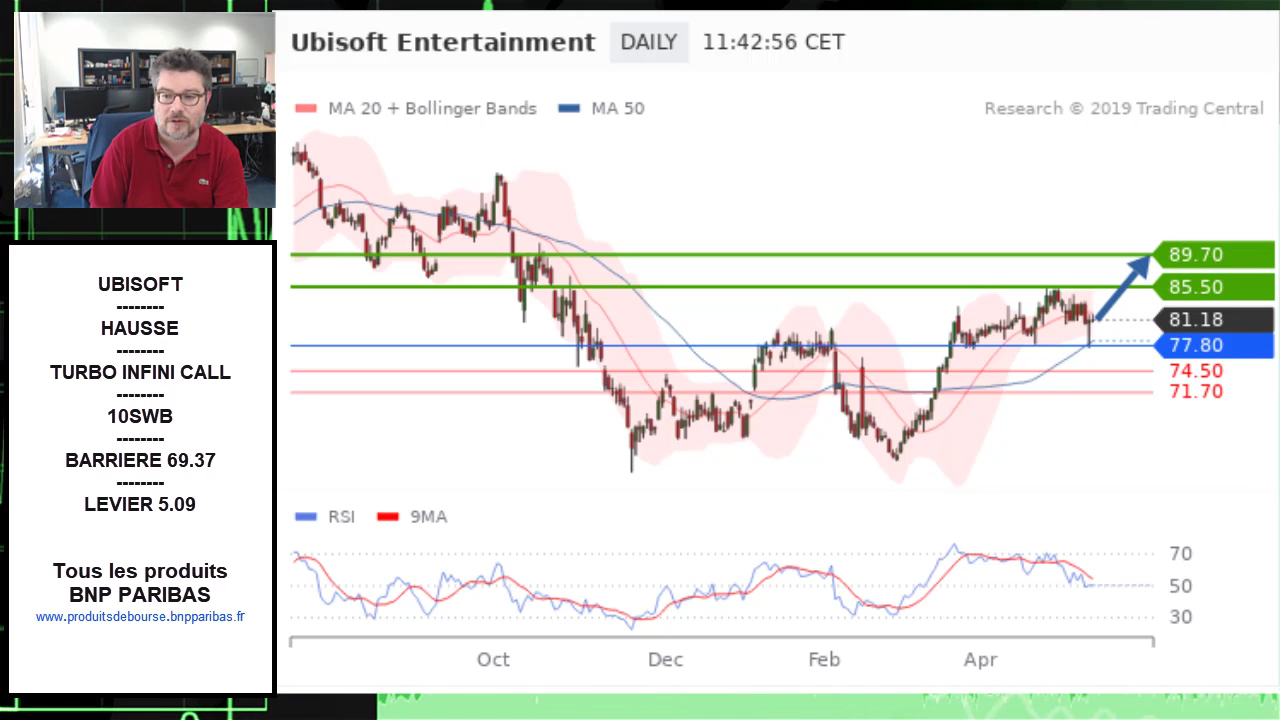 Ubisoft Entertainment DAILY 11:42:56 CET
MA 20 + Bollinger Bands MA 50 Research © 2019 Trading Central
89.70
85.50
81.18
77.80
74.50
71.70
RSI 9MA
70
50
30
Oct Dec Feb Apr
UBISOFT
--------
HAUSSE
--------
TURBO INFINI CALL
--------
10SWB
--------
BARRIERE 69.37
--------
LEVIER 5.09
Tous les produits
BNP PARIBAS
www.produitsdebourse.bnpparibas.fr